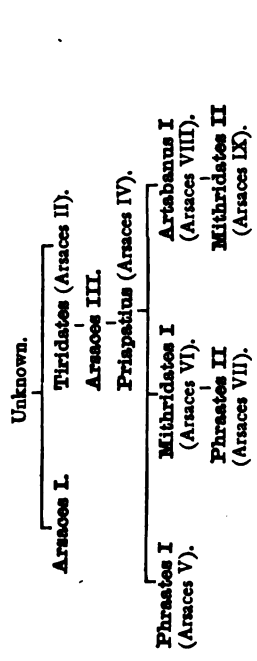 Unknown.
Arsaces I. Tiridates (Arsaces II).
Arsaces III.
Priapatius (Arsaces IV).
Phraates I Mithridates I Artabanus I
(Arsaces V). (Arsaces VI). (Arsaces VIII).
Phraates II Mithridates II
(Arsaces VII). (Arsaces IX).